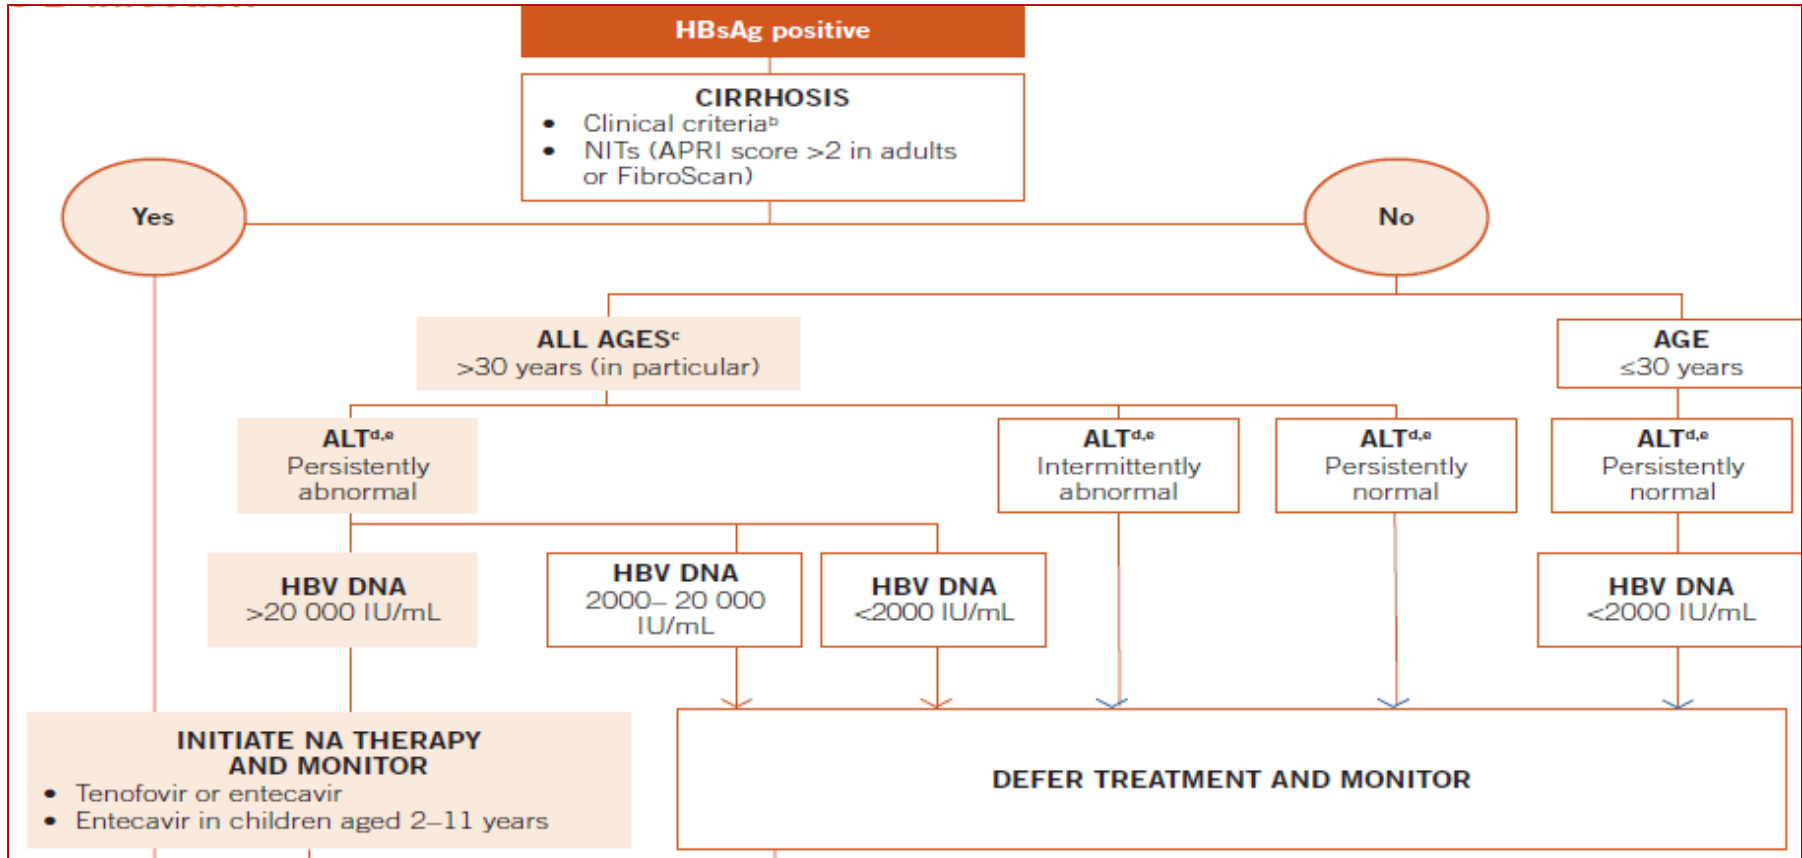 HBsAg positive
CIRRHOSIS
• Clinical criteriaᵇ
• NITs (APRI score >2 in adults
or FibroScan)
Yes
No
ALL AGESᶜ
>30 years (in particular)
AGE
≤30 years
ALTᵈ,ᵉ
Persistently
abnormal
ALTᵈ,ᵉ
Intermittently
abnormal
ALTᵈ,ᵉ
Persistently
normal
ALTᵈ,ᵉ
Persistently
normal
HBV DNA
>20 000 IU/mL
HBV DNA
2000– 20 000
IU/mL
HBV DNA
<2000 IU/mL
HBV DNA
<2000 IU/mL
INITIATE NA THERAPY
AND MONITOR
• Tenofovir or entecavir
• Entecavir in children aged 2–11 years
DEFER TREATMENT AND MONITOR